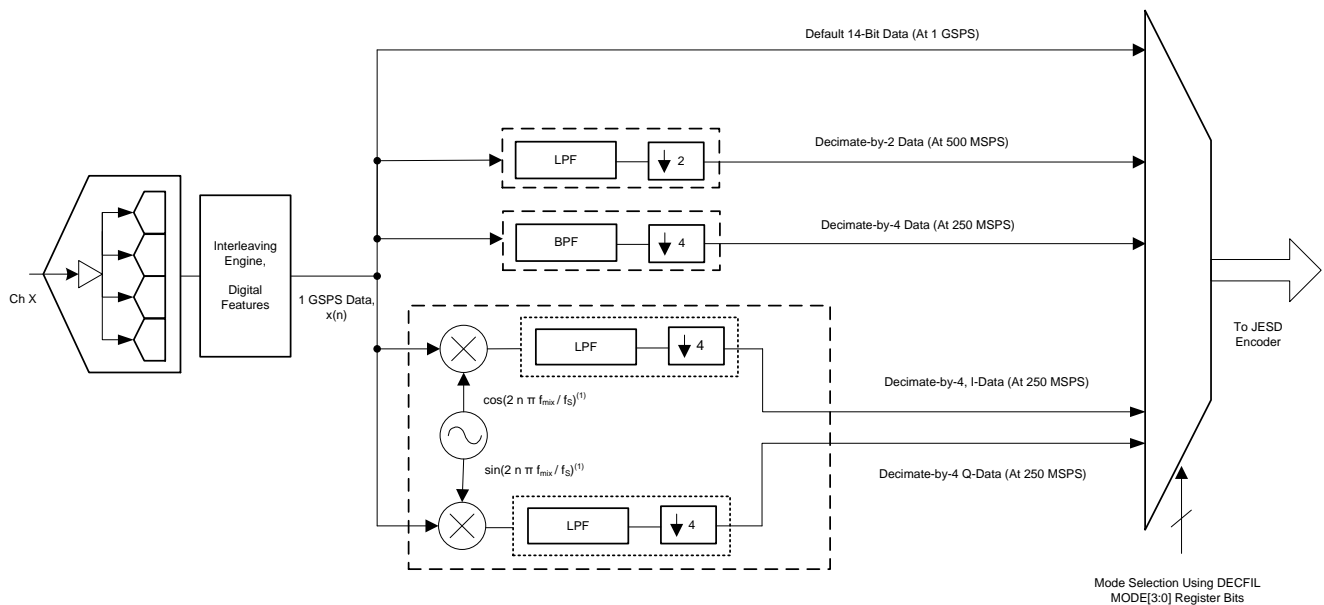 Default 14-Bit Data (At 1 GSPS)
Decimate-by-2 Data (At 500 MSPS)
LPF
2
Decimate-by-4 Data (At 250 MSPS)
BPF
4
Interleaving
Engine,
Digital
Features
Ch X
1 GSPS Data,
x(n)
LPF
4
To JESD
Encoder
Decimate-by-4, I-Data (At 250 MSPS)
cos(2 n π fmix / fS)(1)
sin(2 n π fmix / fS)(1)
Decimate-by-4 Q-Data (At 250 MSPS)
LPF
4
Mode Selection Using DECFIL
MODE[3:0] Register Bits